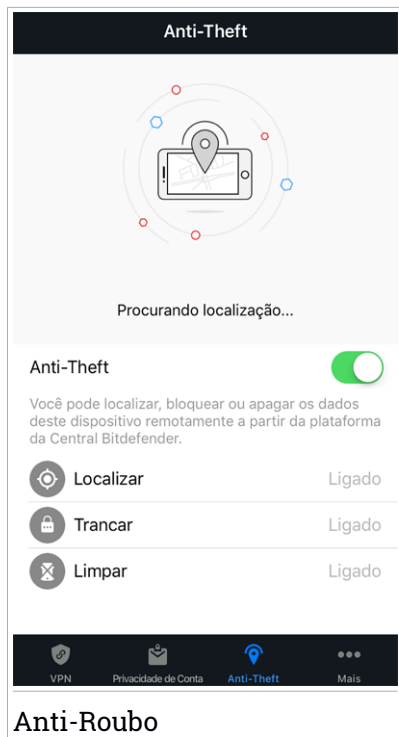 Anti-Theft
Procurando localização...
Anti-Theft
Você pode localizar, bloquear ou apagar os dados
deste dispositivo remotamente a partir da plataforma
da Central Bitdefender.
Localizar Ligado
Trancar Ligado
Limpar Ligado
VPN Privacidade de Conta Anti-Theft Mais
Anti-Roubo